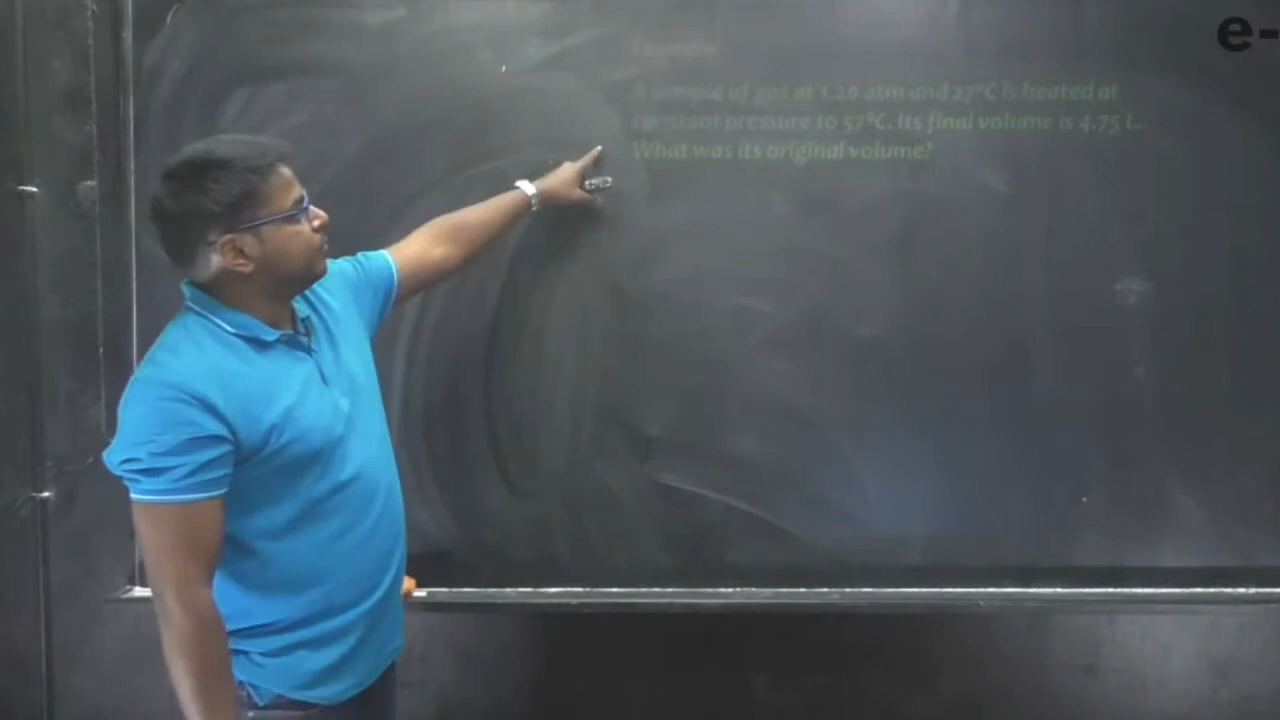 e-
Example
A sample of gas at 1.20 atm and 27°C is heated at
constant pressure to 57°C. Its final volume is 4.75 L.
What was its original volume?